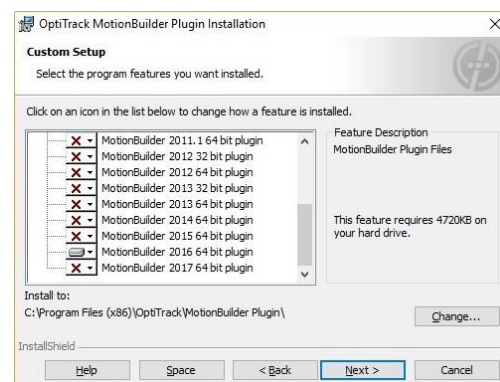 OptiTrack MotionBuilder Plugin Installation
Custom Setup
Select the program features you want installed.
Click on an icon in the list below to change how a feature is installed.
MotionBuilder 2011.1 64 bit plugin
MotionBuilder 2012 32 bit plugin
MotionBuilder 2012 64 bit plugin
MotionBuilder 2013 32 bit plugin
MotionBuilder 2013 64 bit plugin
MotionBuilder 2014 64 bit plugin
MotionBuilder 2015 64 bit plugin
MotionBuilder 2016 64 bit plugin
MotionBuilder 2017 64 bit plugin
Feature Description
MotionBuilder Plugin Files
This feature requires 4720KB on
your hard drive.
Install to:
C:\Program Files (x86)\OptiTrack\MotionBuilder Plugin\
Change...
InstallShield
Help
Space
< Back
Next >
Cancel